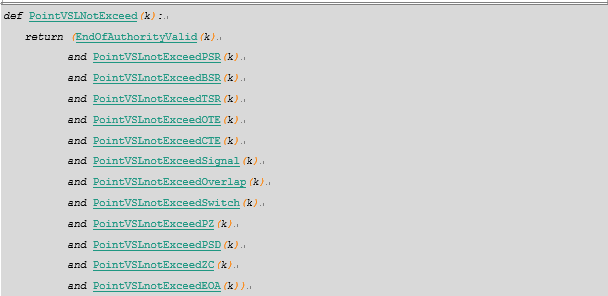 def PointVSLNotExceed(k):
return (EndOfAuthorityValid(k)
and PointVSLnotExceedPSR(k)
and PointVSLnotExceedBSR(k)
and PointVSLnotExceedTSR(k)
and PointVSLnotExceedOTE(k)
and PointVSLnotExceedCTE(k)
and PointVSLnotExceedSignal(k)
and PointVSLnotExceedOverlap(k)
and PointVSLnotExceedSwitch(k)
and PointVSLnotExceedPZ(k)
and PointVSLnotExceedPSD(k)
and PointVSLnotExceedZC(k)
and PointVSLnotExceedEOA(k))